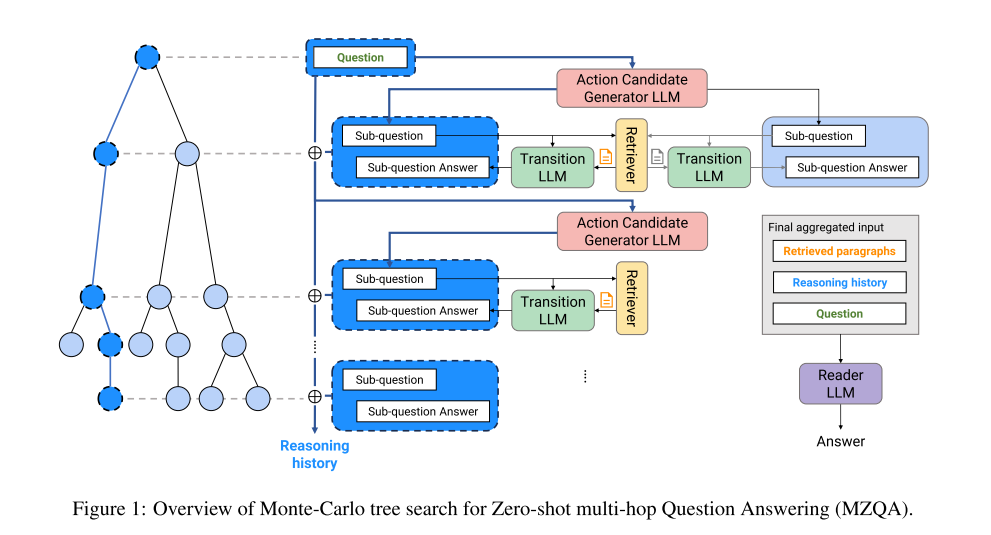 Question
Action Candidate
Generator LLM
Sub-question
Sub-question Answer
Transition
LLM
Retriever
Transition
LLM
Sub-question
Sub-question Answer
Action Candidate
Generator LLM
Sub-question
Sub-question Answer
Transition
LLM
Retriever
Sub-question
Sub-question Answer
Reasoning
history
Final aggregated input
Retrieved paragraphs
Reasoning history
Question
Reader
LLM
Answer
Figure 1: Overview of Monte-Carlo tree search for Zero-shot multi-hop Question Answering (MZQA).